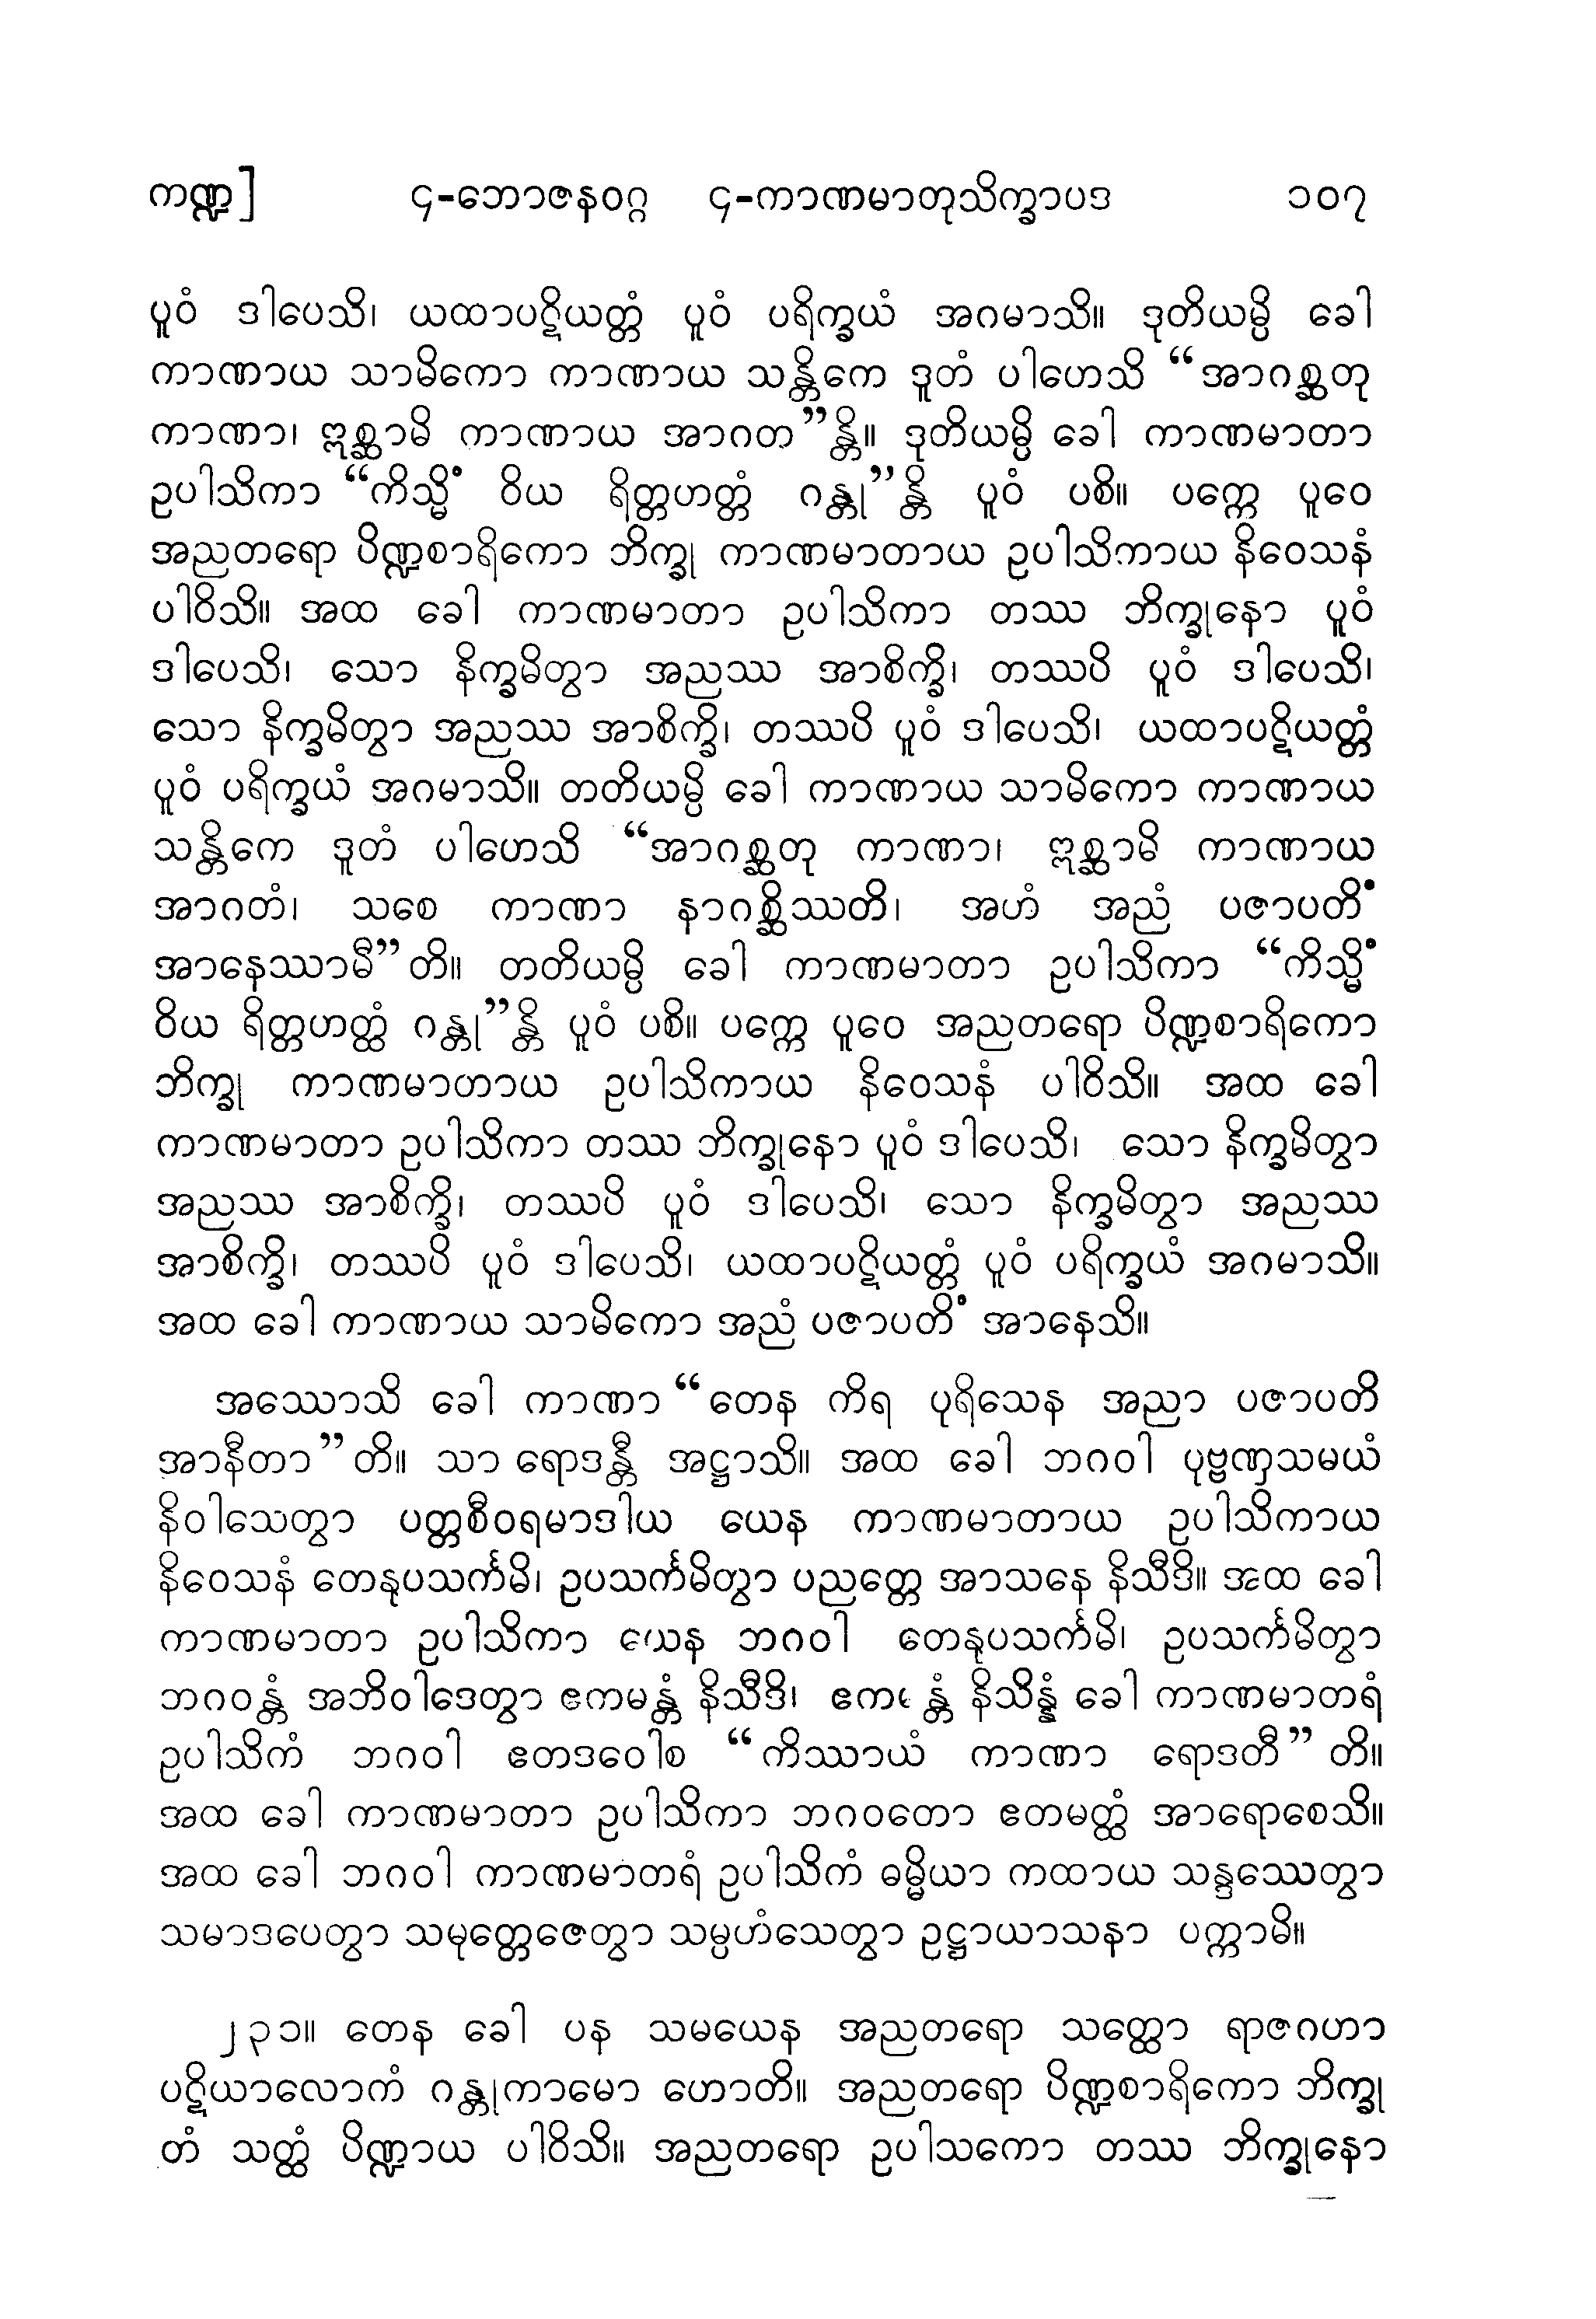 ကဏ္ဍ] ၄-ဘောဇနဝဂ္ဂ ၄-ကာဏမာတုသိက္ခာပဒ ၁၀၇
ပူဝံ ဒါပေသိ၊ ယထာပဋိယတ္တံ ပူဝံ ပရိက္ခယံ အဂမာသိ။ ဒုတိယမ္ပိ ခေါ
ကာဏာယ သာမိကော ကာဏာယ သန္တိကေ ဒူတံ ပါဟေသိ “အာဂစ္ဆတု
ကာဏာ၊ ဣစ္ဆာမိ ကာဏာယ အာဂတ”န္တိ။ ဒုတိယမ္ပိ ခေါ ကာဏမာတာ
ဥပါသိကာ “ကိသ္မိံ ဝိယ ရိတ္တဟတ္တံ ဂန္တု”န္တိ ပူဝံ ပစိ။ ပက္ကေ ပူဝေ
အညတရော ပိဏ္ဍစာရိကော ဘိက္ခု ကာဏမာတာယ ဥပါသိကာယ နိဝေသနံ
ပါဝိသိ။ အထ ခေါ ကာဏမာတာ ဥပါသိကာ တဿ ဘိက္ခုနော ပူဝံ
ဒါပေသိ၊ သော နိက္ခမိတွာ အညဿ အာစိက္ခိ၊ တဿပိ ပူဝံ ဒါပေသိ၊
သော နိက္ခမိတွာ အညဿ အာစိက္ခိ၊ တဿပိ ပူဝံ ဒါပေသိ၊ ယထာပဋိယတ္တံ
ပူဝံ ပရိက္ခယံ အဂမာသိ။ တတိယမ္ပိ ခေါ ကာဏာယ သာမိကော ကာဏာယ
သန္တိကေ ဒူတံ ပါဟေသိ “အာဂစ္ဆတု ကာဏာ၊ ဣစ္ဆာမိ ကာဏာယ
အာဂတံ၊ သစေ ကာဏာ နာဂစ္ဆိဿတိ၊ အဟံ အညံ ပဇာပတိံ
အာနေဿာမီ”တိ။ တတိယမ္ပိ ခေါ ကာဏမာတာ ဥပါသိကာ “ကိသ္မိံ
ဝိယ ရိတ္တဟတ္ထံ ဂန္တု”န္တိ ပူဝံ ပစိ။ ပက္ကေ ပူဝေ အညတရော ပိဏ္ဍစာရိကော
ဘိက္ခု ကာဏမာတာယ ဥပါသိကာယ နိဝေသနံ ပါဝိသိ။ အထ ခေါ
ကာဏမာတာ ဥပါသိကာ တဿ ဘိက္ခုနော ပူဝံ ဒါပေသိ၊ သော နိက္ခမိတွာ
အညဿ အာစိက္ခိ၊ တဿပိ ပူဝံ ဒါပေသိ၊ သော နိက္ခမိတွာ အညဿ
အာစိက္ခိ၊ တဿပိ ပူဝံ ဒါပေသိ၊ ယထာပဋိယတ္တံ ပူဝံ ပရိက္ခယံ အဂမာသိ။
အထ ခေါ ကာဏာယ သာမိကော အညံ ပဇာပတိံ အာနေသိ။
အဿောသိ ခေါ ကာဏာ “တေန ကိရ ပုရိသေန အညာ ပဇာပတိ
အာနီတာ”တိ။ သာ ရောဒန္တီ အဋ္ဌာသိ။ အထ ခေါ ဘဂဝါ ပုဗ္ဗဏှသမယံ
နိဝါသေတွာ ပတ္တစီဝရမာဒါယ ယေန ကာဏမာတာယ ဥပါသိကာယ
နိဝေသနံ တေနုပသင်္ကမိ၊ ဥပသင်္ကမိတွာ ပညတ္တေ အာသနေ နိသီဒိ။ အထ ခေါ
ကာဏမာတာ ဥပါသိကာ ယေန ဘဂဝါ တေနုပသင်္ကမိ၊ ဥပသင်္ကမိတွာ
ဘဂဝန္တံ အဘိဝါဒေတွာ ဧကမန္တံ နိသီဒိ၊ ဧကမန္တံ နိသိန္နံ ခေါ ကာဏမာတရံ
ဥပါသိကံ ဘဂဝါ ဧတဒဝေါစ “ကိဿာယံ ကာဏာ ရောဒတီ”တိ။
အထ ခေါ ကာဏမာတာ ဥပါသိကာ ဘဂဝတော ဧတမတ္ထံ အာရောစေသိ။
အထ ခေါ ဘဂဝါ ကာဏမာတရံ ဥပါသိကံ ဓမ္မိယာ ကထာယ သန္ဒဿေတွာ
သမာဒပေတွာ သမုတ္တေဇေတွာ သမ္ပဟံသေတွာ ဥဋ္ဌာယာသနာ ပက္ကာမိ။
၂၃၁။ တေန ခေါ ပန သမယေန အညတရော သတ္ထော ရာဇဂဟာ
ပဋိယာလောကံ ဂန္တုကာမော ဟောတိ။ အညတရော ပိဏ္ဍစာရိကော ဘိက္ခု
တံ သတ္ထံ ပိဏ္ဍာယ ပါဝိသိ။ အညတရော ဥပါသကော တဿ ဘိက္ခုနော